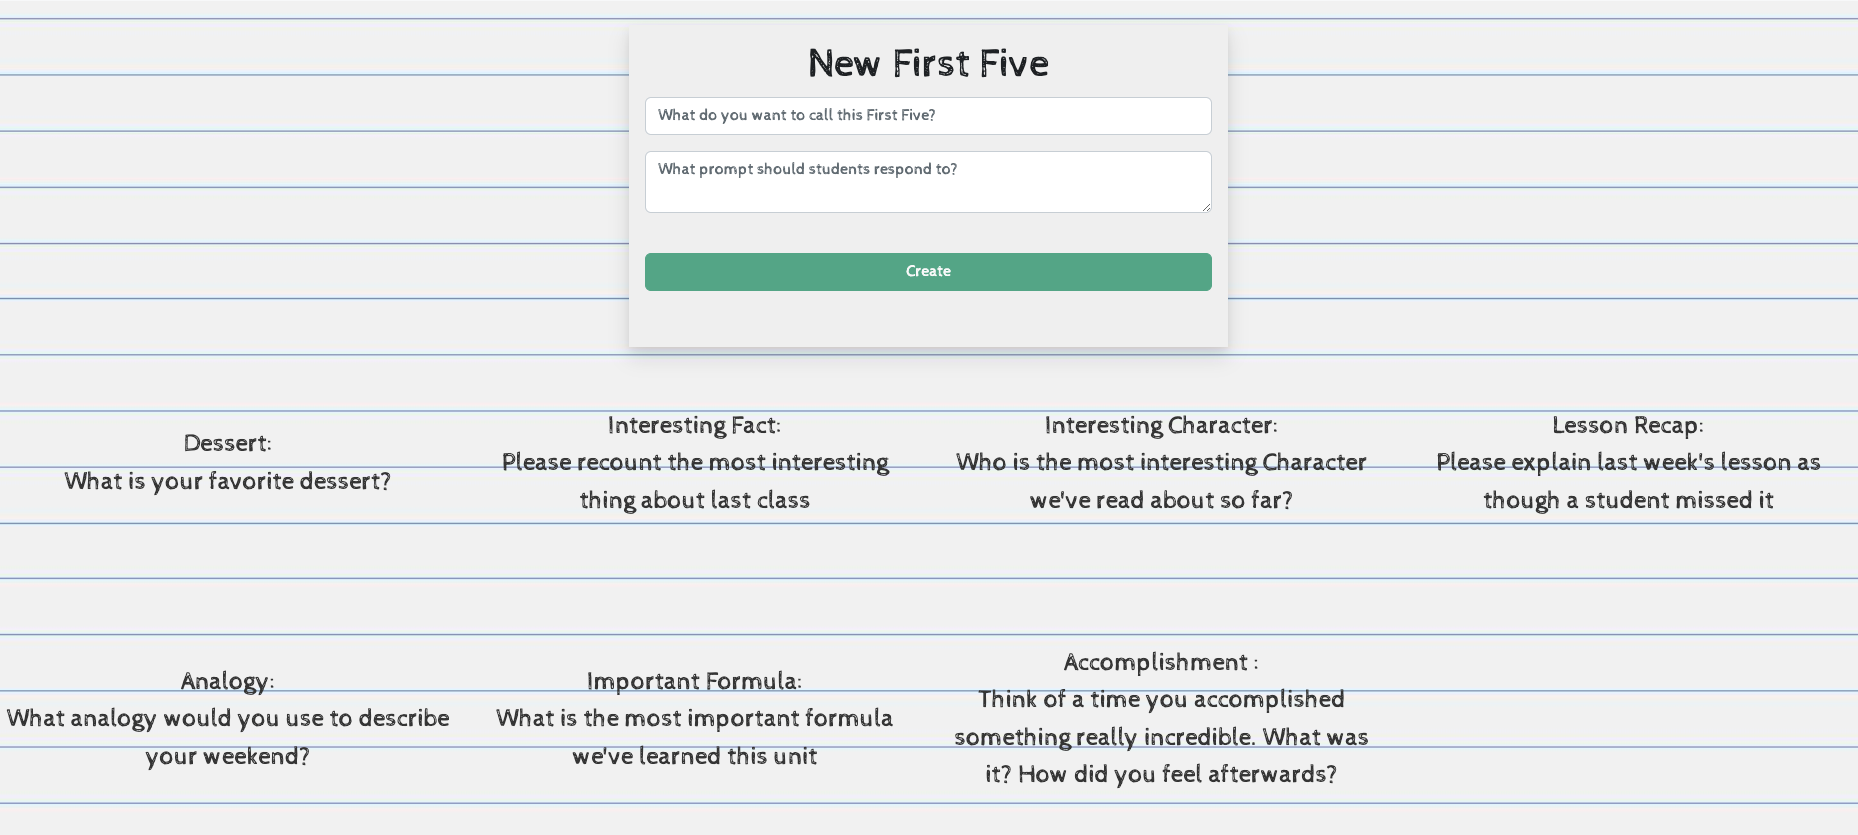 New First Five
What do you want to call this First Five?
What prompt should students respond to?
Create
Dessert:
What is your favorite dessert?
Interesting Fact:
Please recount the most interesting
thing about last class
Interesting Character:
Who is the most interesting Character
we've read about so far?
Lesson Recap:
Please explain last week's lesson as
though a student missed it
Analogy:
What analogy would you use to describe
your weekend?
Important Formula:
What is the most important formula
we've learned this unit
Accomplishment :
Think of a time you accomplished
something really incredible. What was
it? How did you feel afterwards?